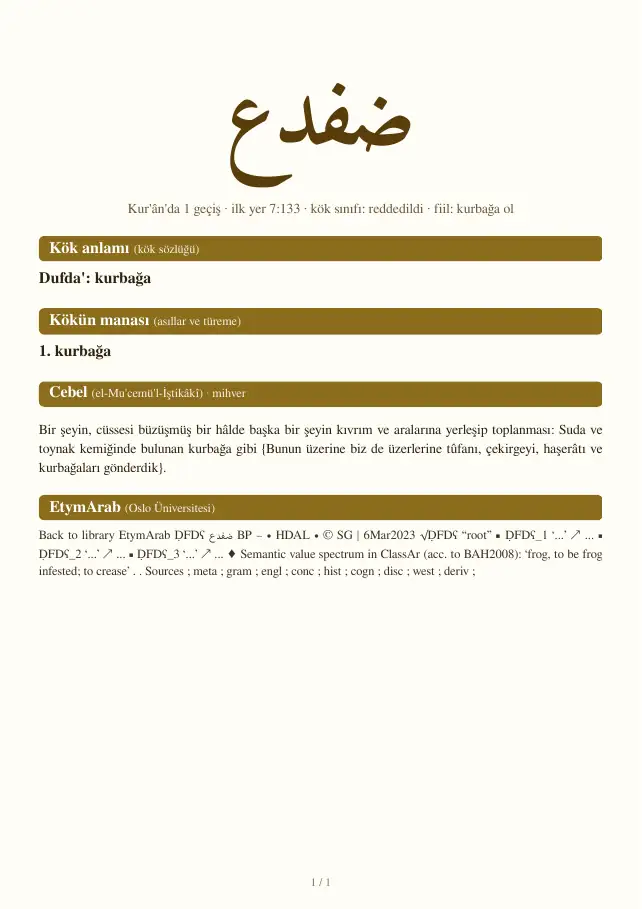 ضفدع
Kur'ân'da 1 geçiş · ilk yer 7:133 · kök sınıfı: reddedildi · fiil: kurbağa ol
Kök anlamı (kök sözlüğü)
Dufda': kurbağa
Kökün manası (asıllar ve türeme)
1. kurbağa
Cebel (el-Mu'cemü'l-İştikâkî) · mihver
Bir şeyin, cüssesi büzüşmüş bir hâlde başka bir şeyin kıvrım ve aralarına yerleşip toplanması: Suda ve
toynak kemiğinde bulunan kurbağa gibi {Bunun üzerine biz de üzerlerine tûfanı, çekirgeyi, haşerâtı ve
kurbağaları gönderdik}.
EtymArab (Oslo Üniversitesi)
Back to library EtymArab ḌFDʕ ضفدع BP – • HDAL • © SG | 6Mar2023 √ḌFDʕ “root” ▪ ḌFDʕ_1 ‘...’ ↗ ... ▪
ḌFDʕ_2 ‘...’ ↗ ... ▪ ḌFDʕ_3 ‘...’ ↗ ... ♦ Semantic value spectrum in ClassAr (acc. to BAH2008): ‘frog, to be frog
infested; to crease’ . . Sources ; meta ; gram ; engl ; conc ; hist ; cogn ; disc ; west ; deriv ;
1 / 1